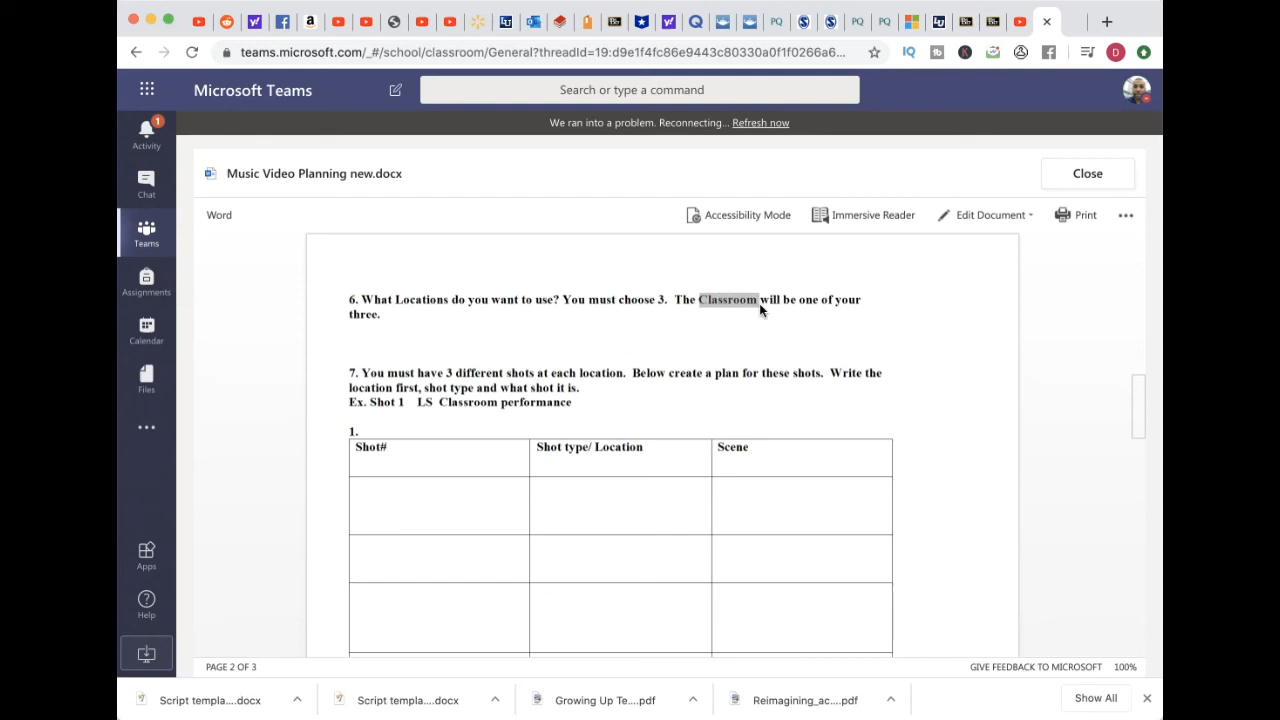 teams.microsoft.com/_#/school/classroom/General?threadId=19:d9e1f4fc86e9443c80330a0f1f0266a6...
Microsoft Teams
Search or type a command
We ran into a problem. Reconnecting... Refresh now
Activity
1
Chat
Teams
Assignments
Calendar
Files
Apps
Help
Music Video Planning new.docx
Close
Word
Accessibility Mode
Immersive Reader
Edit Document
Print
6. What Locations do you want to use? You must choose 3. The Classroom will be one of your
three.
7. You must have 3 different shots at each location. Below create a plan for these shots. Write the
location first, shot type and what shot it is.
Ex. Shot 1 LS Classroom performance
1.
Shot# Shot type/ Location Scene
PAGE 2 OF 3
GIVE FEEDBACK TO MICROSOFT 100%
Script templa....docx
Script templa....docx
Growing Up Te....pdf
Reimagining_ac....pdf
Show All